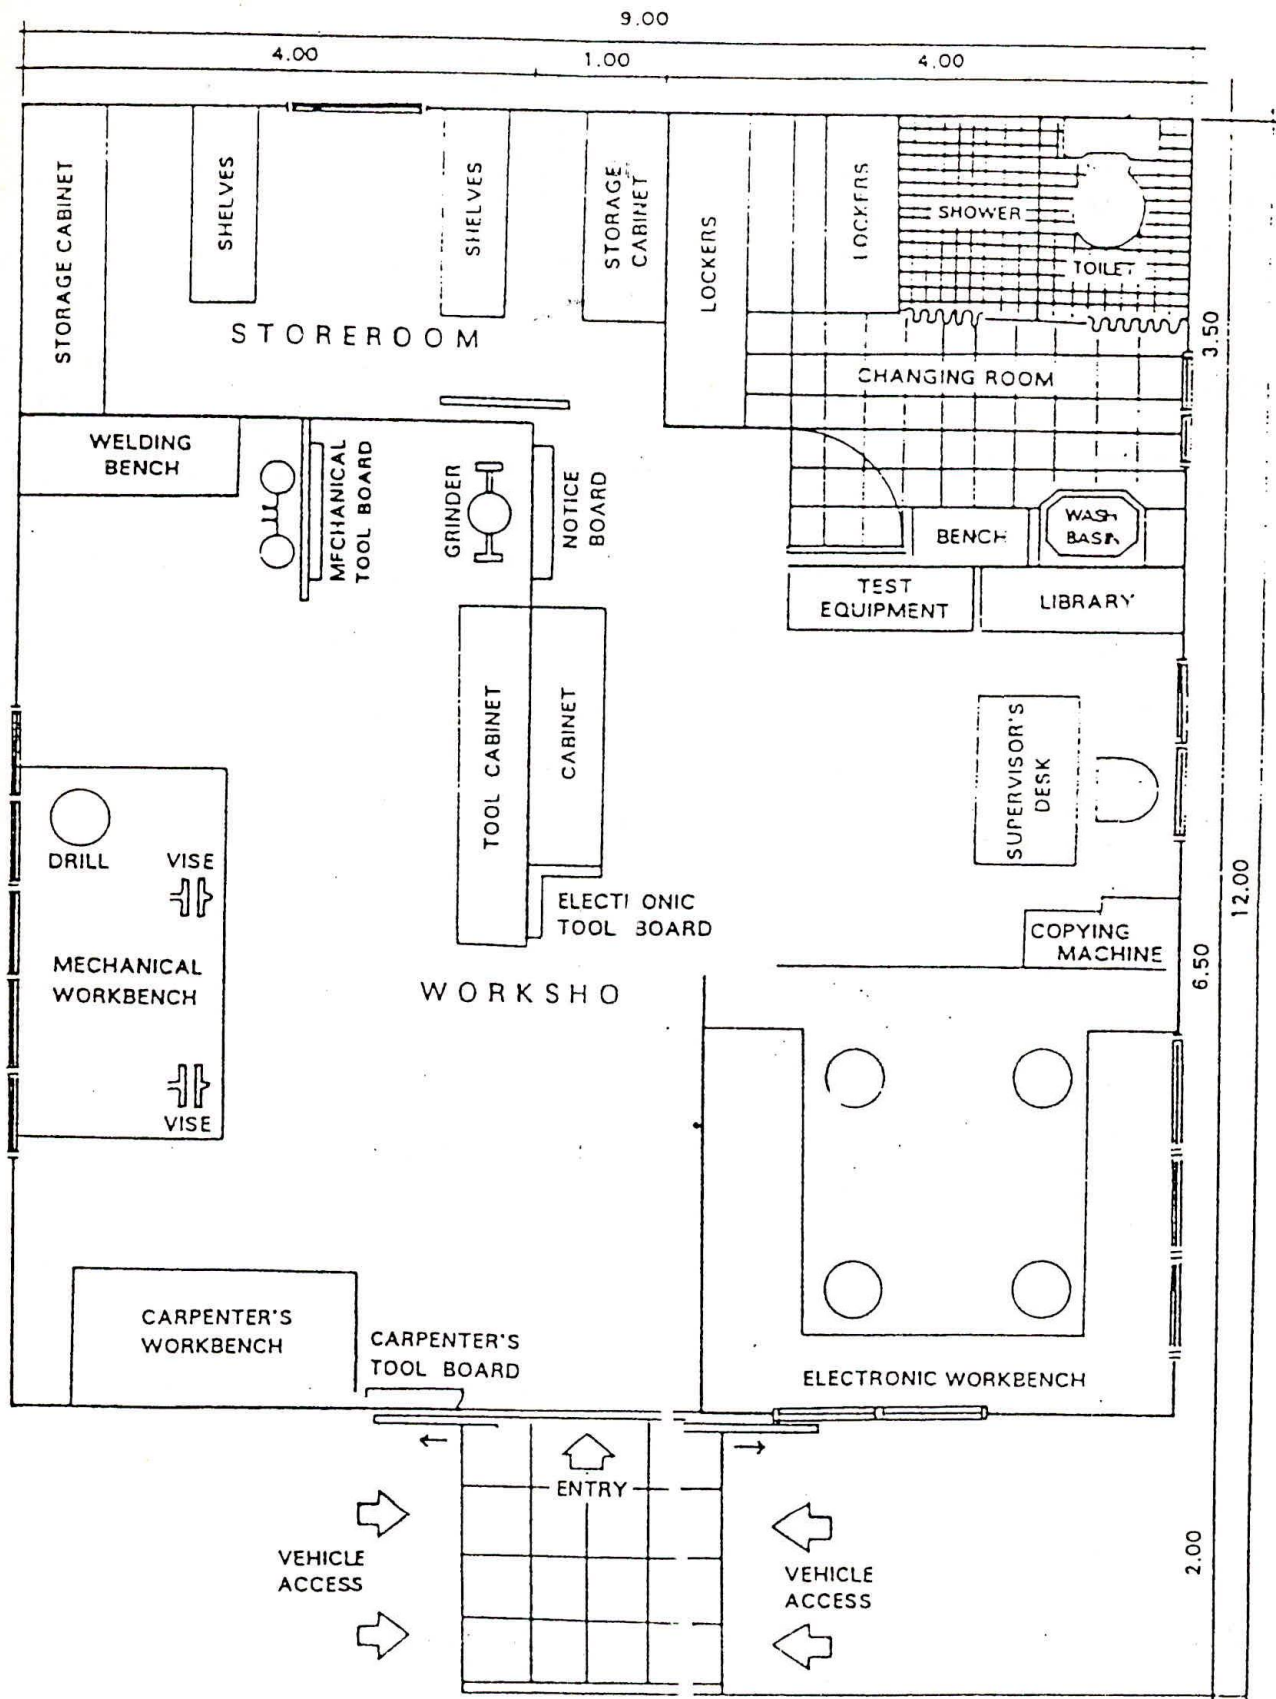 9.00
4.00
1.00
4.00
STORAGE CABINET
SHELVES
SHELVES
STORAGE
CABINET
LOCKERS
LOCKERS
SHOWER
TOILET
STOREROOM
CHANGING ROOM
3.50
WELDING
BENCH
MECHANICAL
TOOL BOARD
GRINDER
NOTICE
BOARD
BENCH
WASH
BASIN
TEST
EQUIPMENT
LIBRARY
TOOL CABINET
CABINET
SUPERVISOR'S
DESK
DRILL
VISE
ELECTI ONIC
TOOL BOARD
COPYING
MACHINE
12.00
6.50
MECHANICAL
WORKBENCH
WORKSHO
VISE
CARPENTER'S
WORKBENCH
CARPENTER'S
TOOL BOARD
ELECTRONIC WORKBENCH
ENTRY
VEHICLE
ACCESS
VEHICLE
ACCESS
2.00